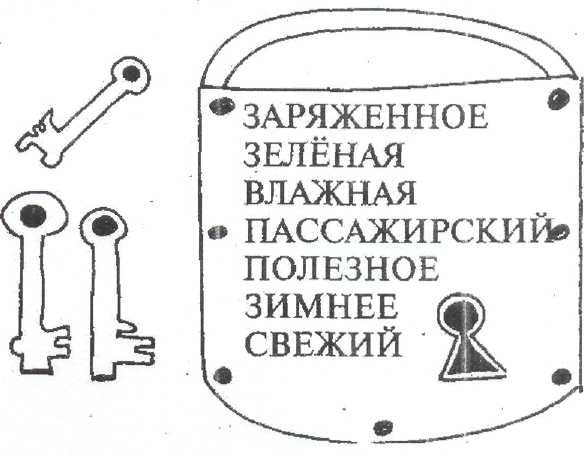 ЗАРЯЖЕННОЕ
ЗЕЛЁНАЯ
ВЛАЖНАЯ
ПАССАЖИРСКИЙ
ПОЛЕЗНОЕ
ЗИМНЕЕ
СВЕЖИЙ